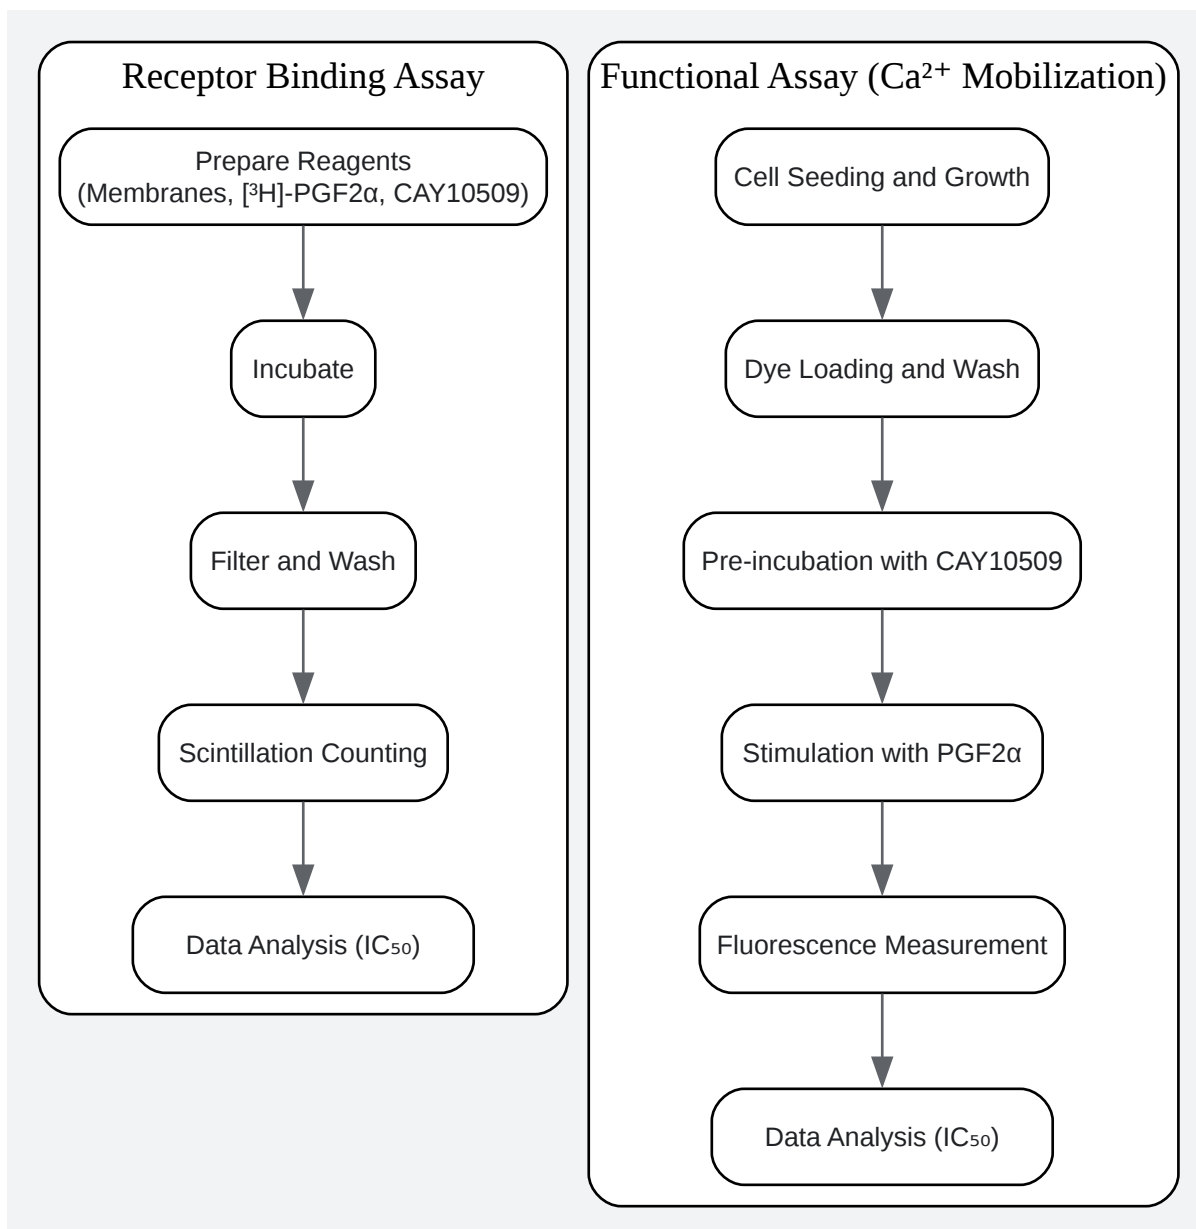 Receptor Binding Assay
Prepare Reagents
(Membranes, [³H]-PGF2α, CAY10509)
Incubate
Filter and Wash
Scintillation Counting
Data Analysis (IC₅₀)
Functional Assay (Ca²⁺ Mobilization)
Cell Seeding and Growth
Dye Loading and Wash
Pre-incubation with CAY10509
Stimulation with PGF2α
Fluorescence Measurement
Data Analysis (IC₅₀)